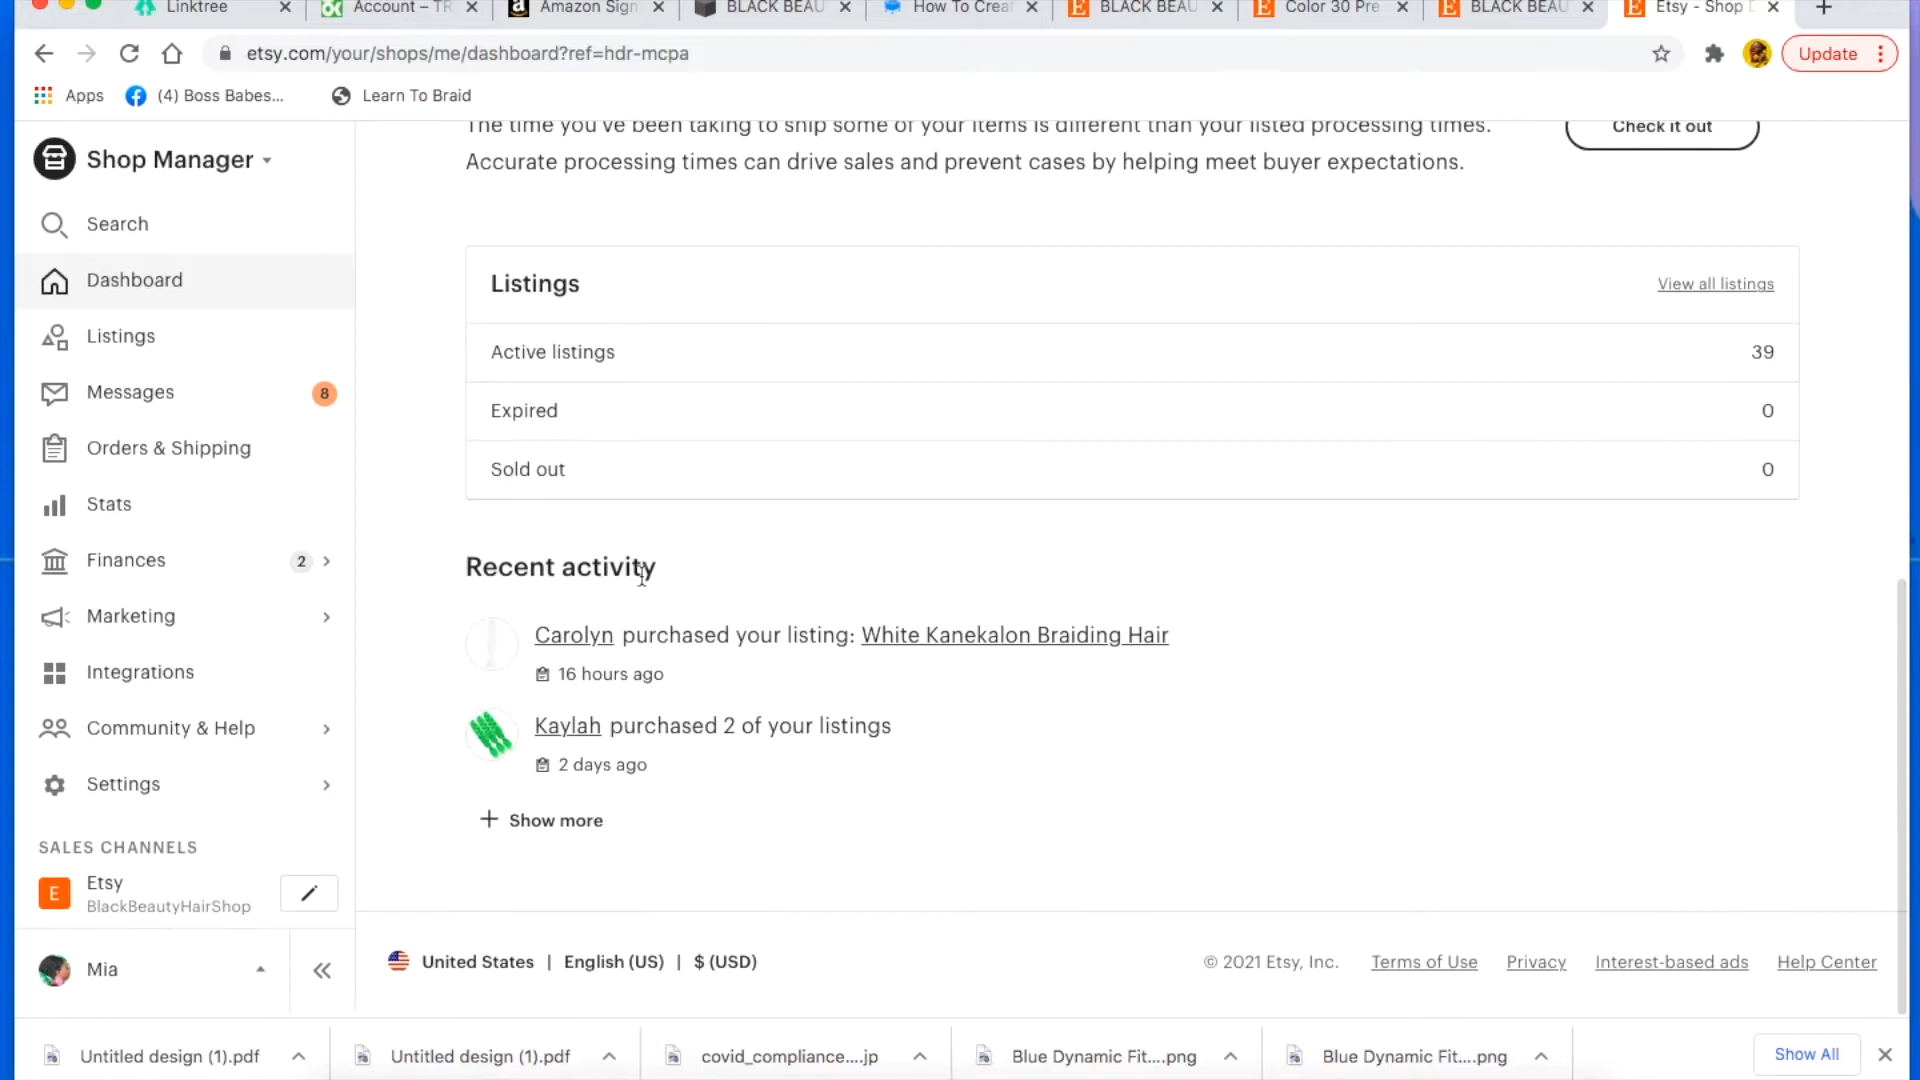 Linktree
Account – TR
Amazon Sign
BLACK BEAU
How To Creat
BLACK BEAU
Color 30 Pre
BLACK BEAU
Etsy - Shop
etsy.com/your/shops/me/dashboard?ref=hdr-mcpa
Update
Apps
(4) Boss Babes...
Learn To Braid
Shop Manager
Search
Dashboard
Listings
Messages
8
Orders & Shipping
Stats
Finances
2
Marketing
Integrations
Community & Help
Settings
SALES CHANNELS
E
Etsy
BlackBeautyHairShop
Mia
The time you've been taking to ship some of your items is different than your listed processing times.
Accurate processing times can drive sales and prevent cases by helping meet buyer expectations.
Check it out
Listings
View all listings
Active listings 39
Expired 0
Sold out 0
Recent activity
Carolyn purchased your listing: White Kanekalon Braiding Hair
16 hours ago
Kaylah purchased 2 of your listings
2 days ago
+ Show more
United States | English (US) | $ (USD)
© 2021 Etsy, Inc. Terms of Use Privacy Interest-based ads Help Center
Untitled design (1).pdf
Untitled design (1).pdf
covid_compliance....jp
Blue Dynamic Fit....png
Blue Dynamic Fit....png
Show All